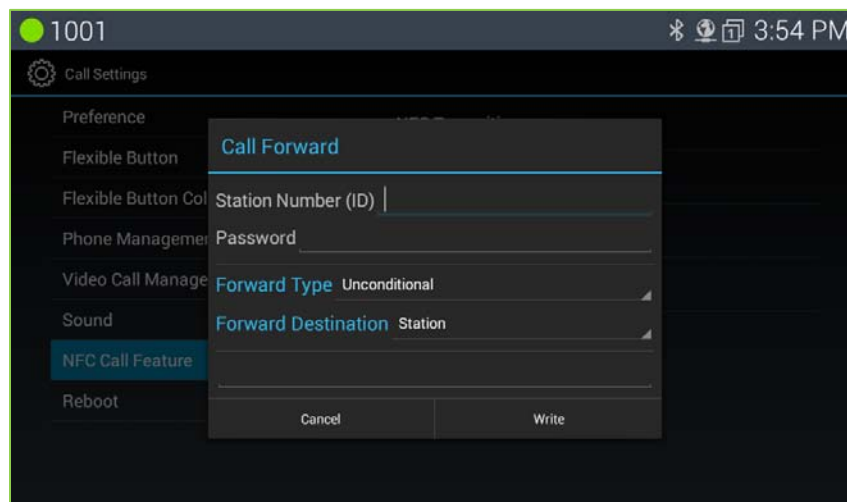 1001
1
3:54 PM
Call Settings
Preference
Flexible Button
Flexible Button Col
Phone Managemen
Video Call Manage
Sound
NFC Call Feature
Reboot
Call Forward
Station Number (ID)
Password
Forward Type Unconditional
Forward Destination Station
Cancel Write